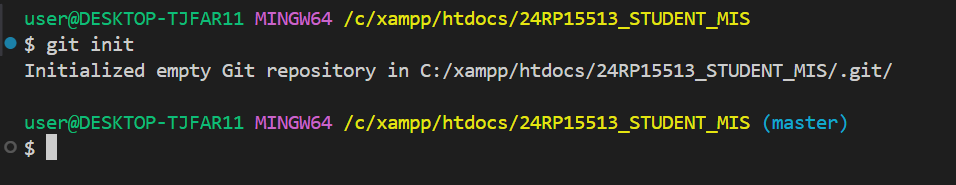 user@DESKTOP-TJFAR11 MINGW64 /c/xampp/htdocs/24RP15513_STUDENT_MIS
$ git init
Initialized empty Git repository in C:/xampp/htdocs/24RP15513_STUDENT_MIS/.git/
user@DESKTOP-TJFAR11 MINGW64 /c/xampp/htdocs/24RP15513_STUDENT_MIS (master)
$